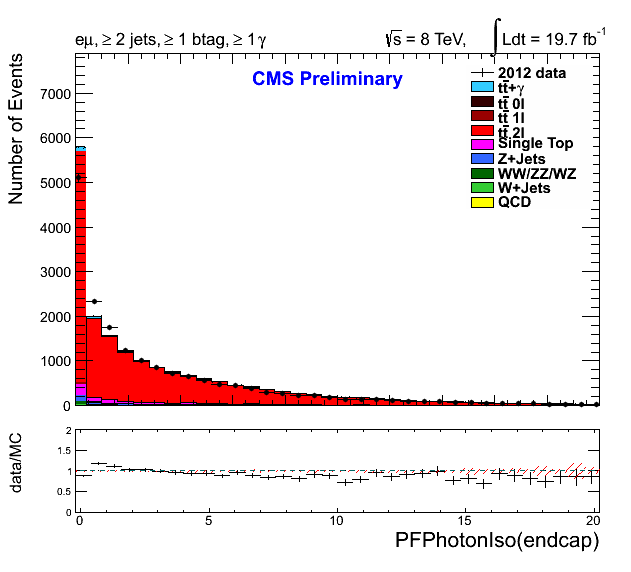 eμ, ≥ 2 jets, ≥ 1 btag, ≥ 1 γ
√s = 8 TeV, ∫ Ldt = 19.7 fb⁻¹
CMS Preliminary
2012 data
tt̅+γ
tt̅ 0l
tt̅ 1l
tt̅ 2l
Single Top
Z+Jets
WW/ZZ/WZ
W+Jets
QCD
Number of Events
7000
6000
5000
4000
3000
2000
1000
0
data/MC
2
1.5
1
0.5
0
0 5 10 15 20
PFPhotonIso(endcap)